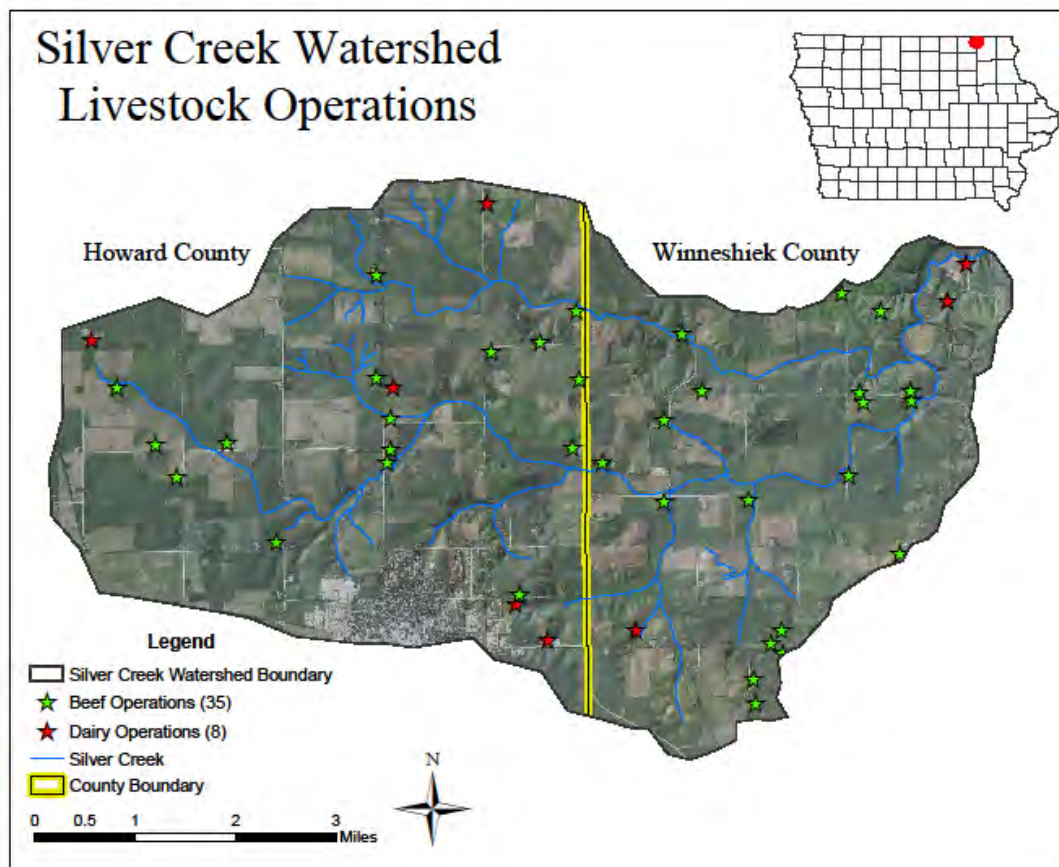 Silver Creek Watershed
Livestock Operations
Howard County
Winneshiek County
Legend
Silver Creek Watershed Boundary
Beef Operations (35)
Dairy Operations (8)
Silver Creek
County Boundary
N
0 0.5 1 2 3
Miles